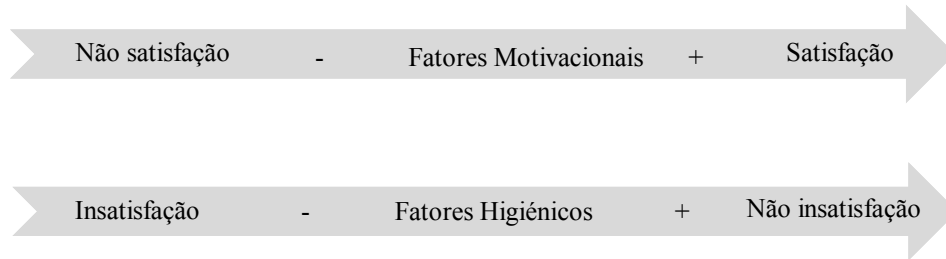 Não satisfação - Fatores Motivacionais + Satisfação
Insatisfação - Fatores Higiénicos + Não insatisfação